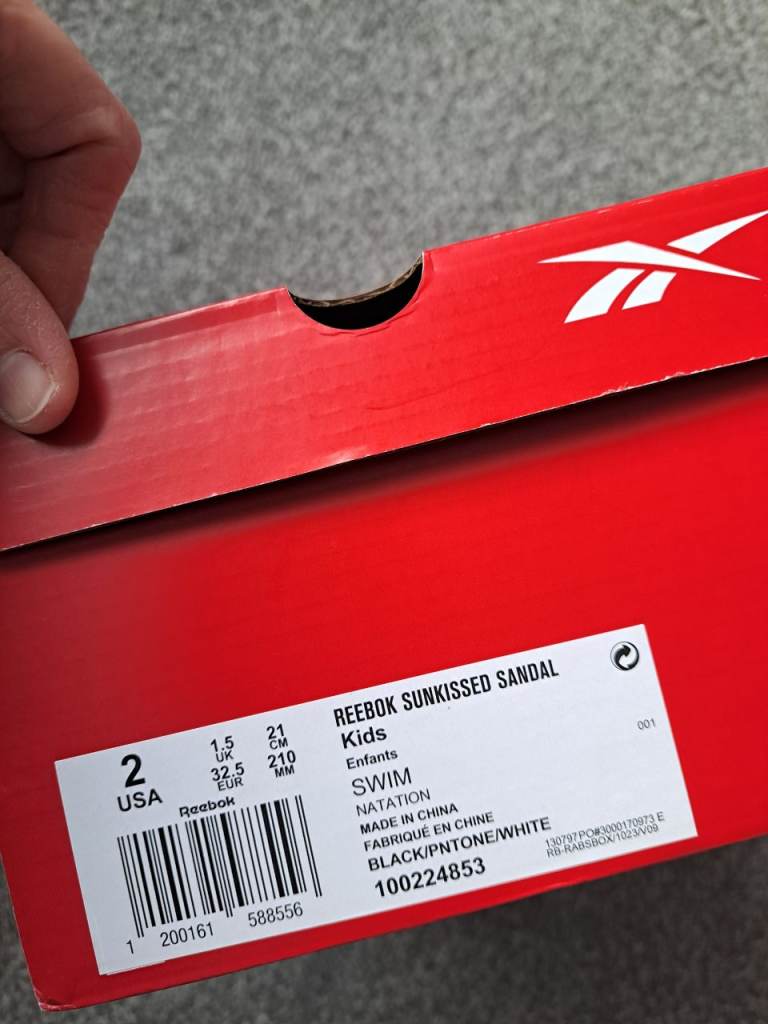 2
USA
1.5
UK
32.5
EUR
21
CM
210
MM
Reebok
1 200161 588556
REEBOK SUNKISSED SANDAL
Kids
Enfants
SWIM
NATATION
MADE IN CHINA
FABRIQUÉ EN CHINE
BLACK/PNTONE/WHITE
100224853
001
130797PO#3000170973 E
RB-RABSBOX/1023/V09